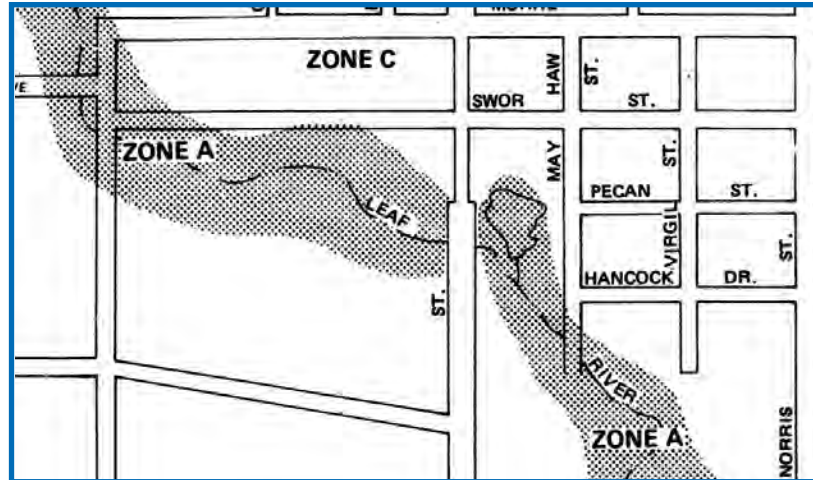 ZONE C
HAW
ST.
SWOR
ST.
ZONE A
MAY
ST.
PECAN
ST.
LEAF
VIRGIL
ST.
HANCOCK
DR.
ST.
RIVER
ZONE A
NORRIS